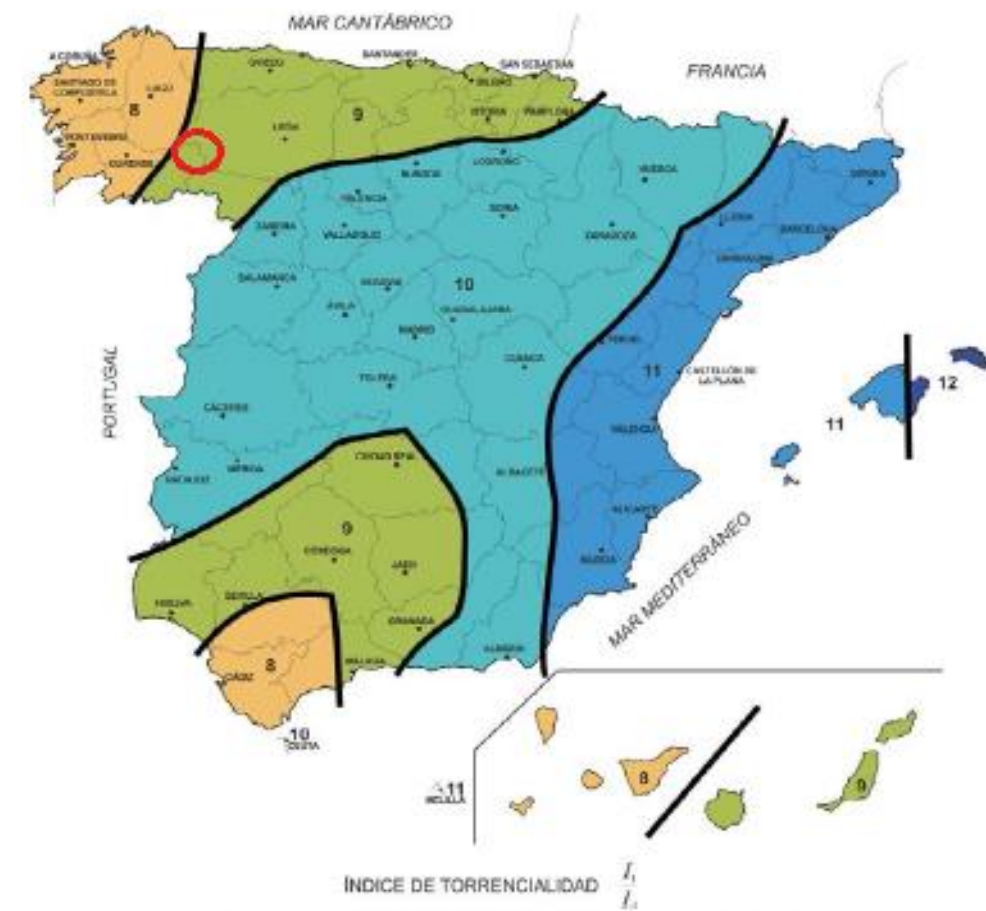 MAR CANTÁBRICO
A CORUÑA
OVIEDO
SANTANDER
SAN SEBASTIÁN
BILBAO
FRANCIA
SANTIAGO DE
COMPOSTELA
LUGO
8
9
VITORIA
PAMPLONA
LEÓN
PONTEVEDRA
OURENSE
BURGOS
LOGROÑO
HUESCA
GIRONA
PALENCIA
SORIA
ZAMORA
VALLADOLID
ZARAGOZA
LLEIDA
BARCELONA
TARRAGONA
SALAMANCA
SEGOVIA
10
ÁVILA
GUADALAJARA
MADRID
TERUEL
PORTUGAL
CUENCA
TOLEDO
11
CASTELLÓN DE
LA PLANA
12
11
CÁCERES
VALENCIA
MÉRIDA
BADAJOZ
CIUDAD REAL
ALBACETE
ALICANTE
MAR MEDITERRÁNEO
9
CÓRDOBA
JAÉN
MURCIA
HUELVA
SEVILLA
GRANADA
8
CÁDIZ
MÁLAGA
ALMERÍA
10
CEUTA
11
MELILLA
8
9
ÍNDICE DE TORRENCIALIDAD